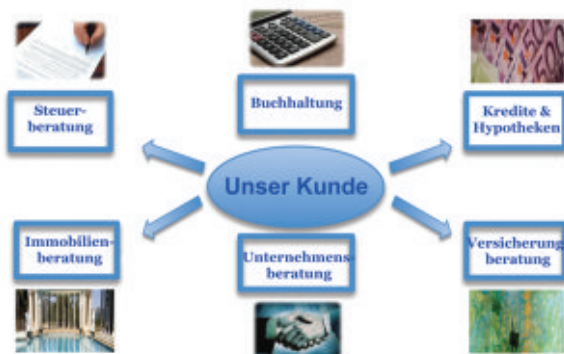 Steuer-
beratung
Buchhaltung
Kredite &
Hypotheken
Unser Kunde
Immobilien-
beratung
Unternehmens-
beratung
Versicherung
beratung